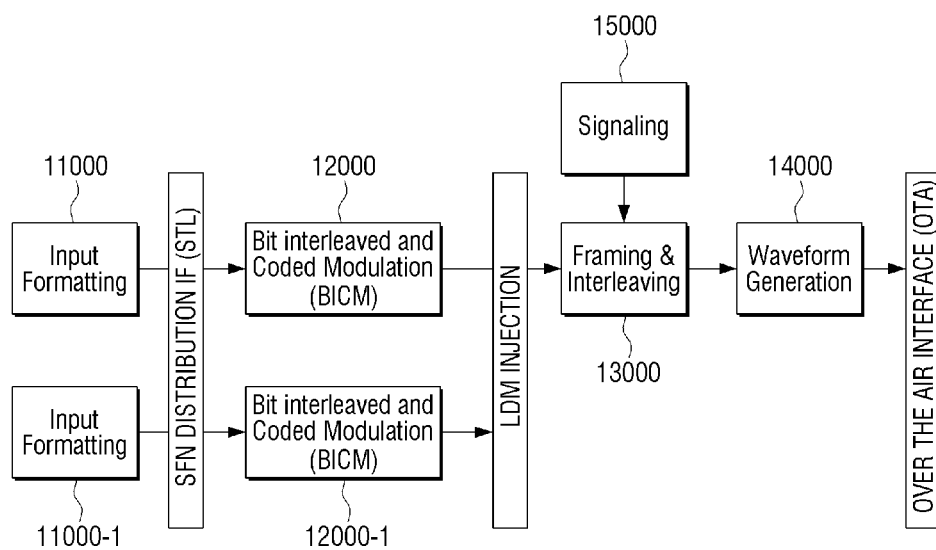 15000
Signaling
11000
12000
14000
Input
Formatting
SFN DISTRIBUTION IF (STL)
Bit interleaved and
Coded Modulation
(BICM)
LDM INJECTION
Framing &
Interleaving
Waveform
Generation
OVER THE AIR INTERFACE (OTA)
13000
Input
Formatting
Bit interleaved and
Coded Modulation
(BICM)
11000-1
12000-1